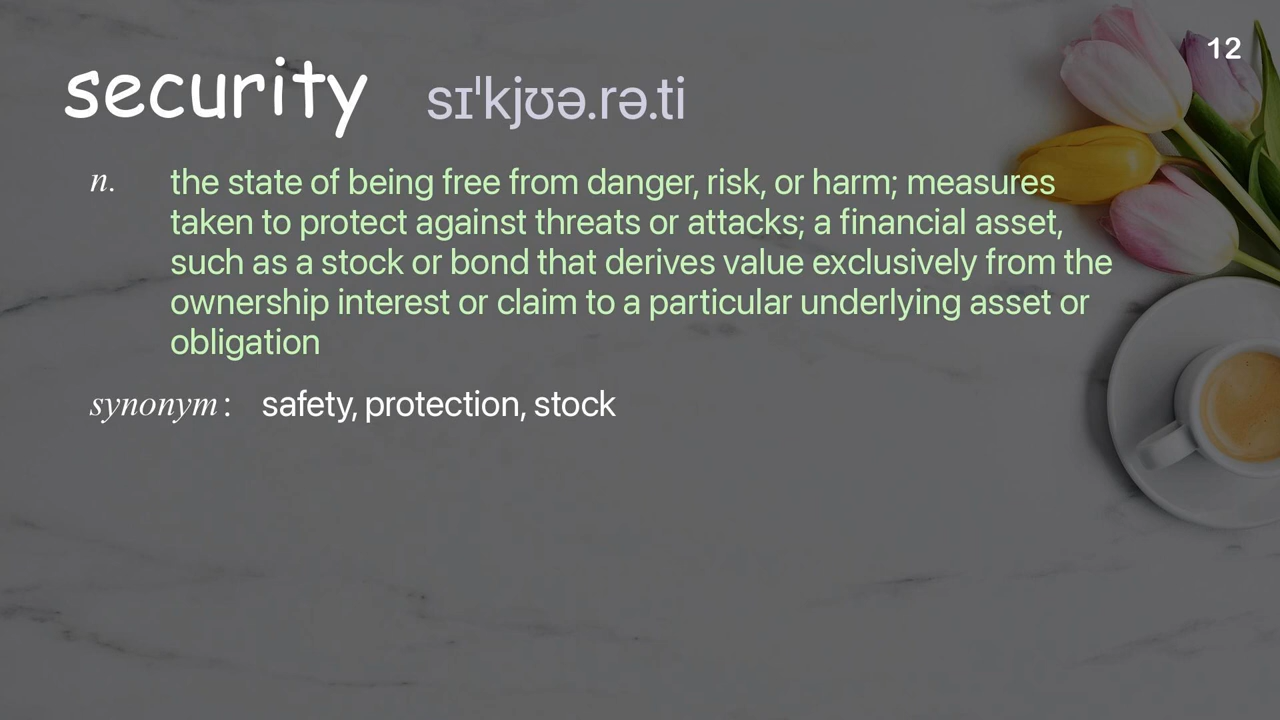 12
security sɪˈkjʊə.rə.ti
n. the state of being free from danger, risk, or harm; measures
taken to protect against threats or attacks; a financial asset,
such as a stock or bond that derives value exclusively from the
ownership interest or claim to a particular underlying asset or
obligation
synonym: safety, protection, stock